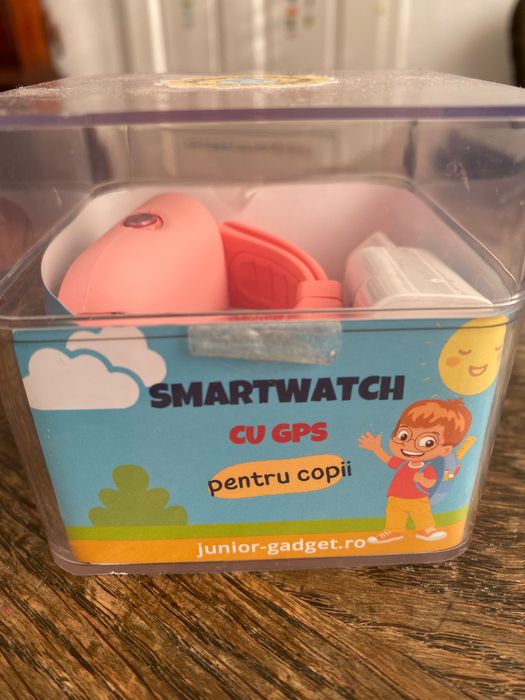 SMARTWATCH
CU GPS
pentru copii
junior-gadget.ro